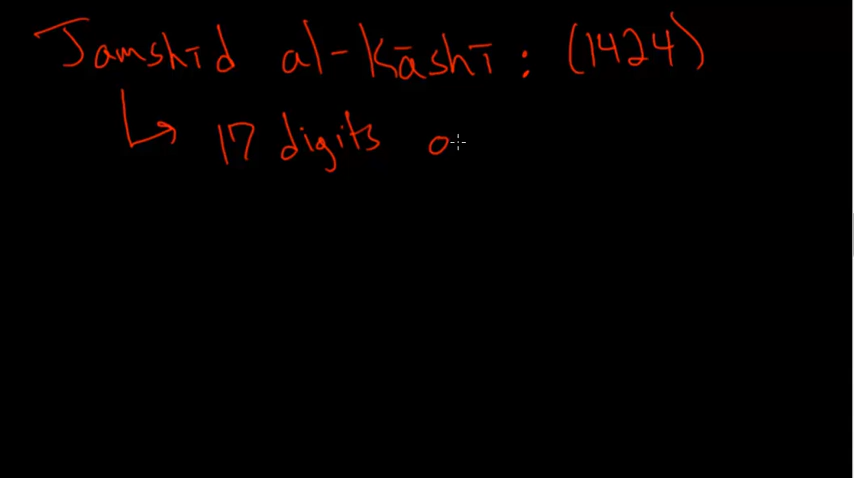 Jamshīd al-Kāshī : (1424)
↳ 17 digits o